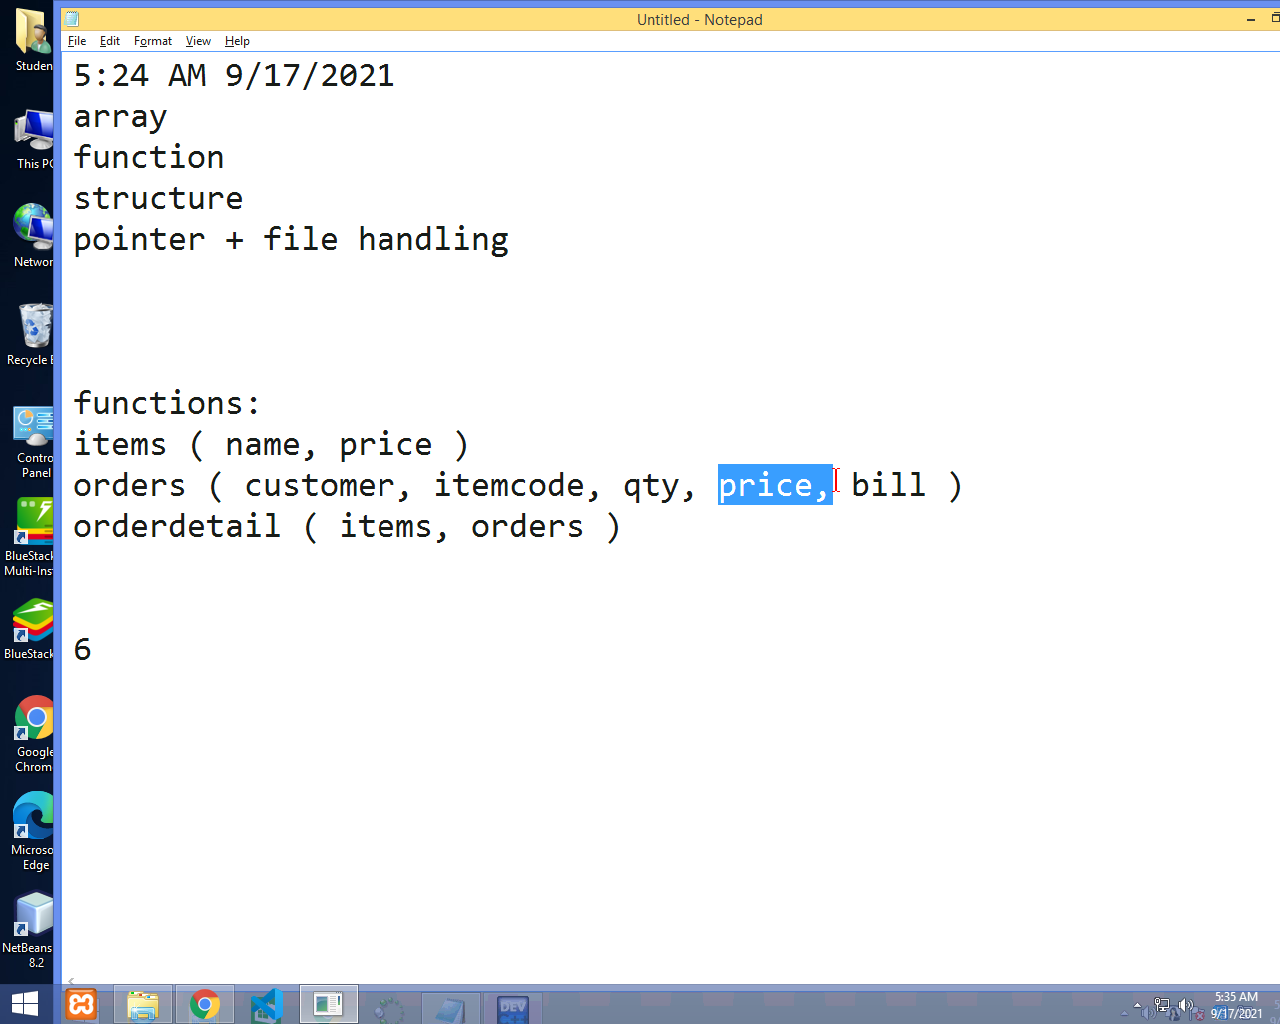 Untitled - Notepad
File Edit Format View Help
5:24 AM 9/17/2021
array
function
structure
pointer + file handling
functions:
items ( name, price )
orders ( customer, itemcode, qty, price, bill )
orderdetail ( items, orders )
6
Studen
This PC
Networ
Recycle B
Contro
Panel
BlueStack
Multi-Ins
BlueStack
Google
Chrom
Microso
Edge
NetBeans
8.2
DEV
5:35 AM
9/17/2021